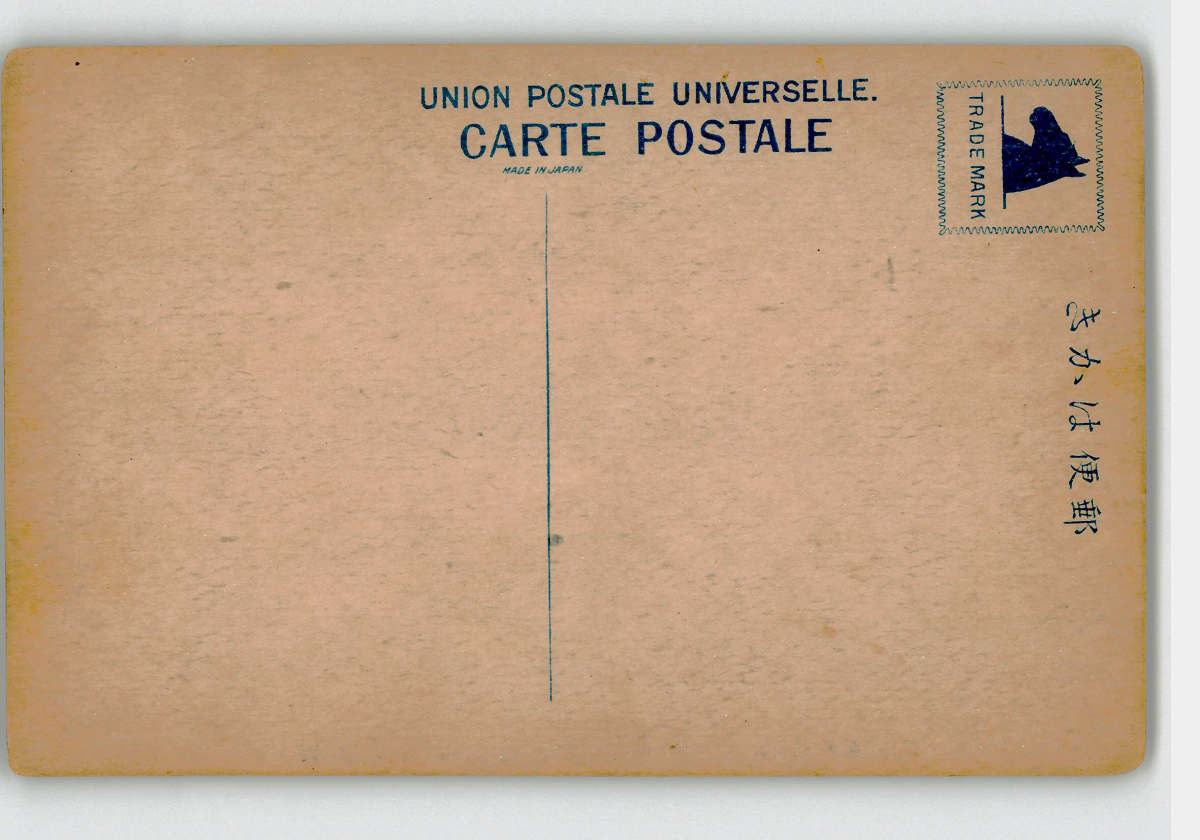 UNION POSTALE UNIVERSELLE.
CARTE POSTALE
MADE IN JAPAN
TRADE MARK
きかは便郵